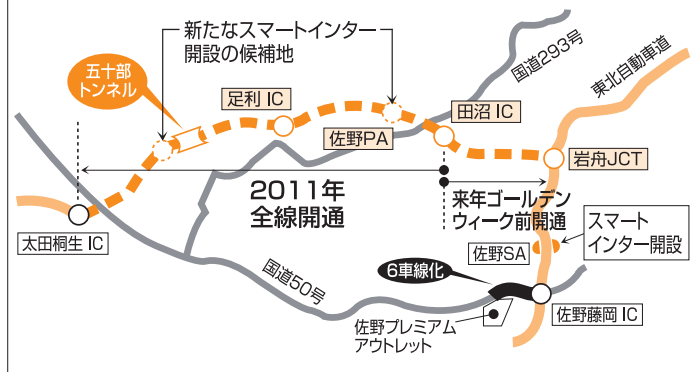 新たなスマートインター
開設の候補地
国道293号
東北自動車道
五十部
トンネル
足利 IC
田沼 IC
佐野PA
岩舟JCT
2011年
全線開通
来年ゴールデン
ウィーク前開通
太田桐生 IC
スマート
インター開設
佐野SA
6車線化
国道50号
佐野藤岡 IC
佐野プレミアム
アウトレット